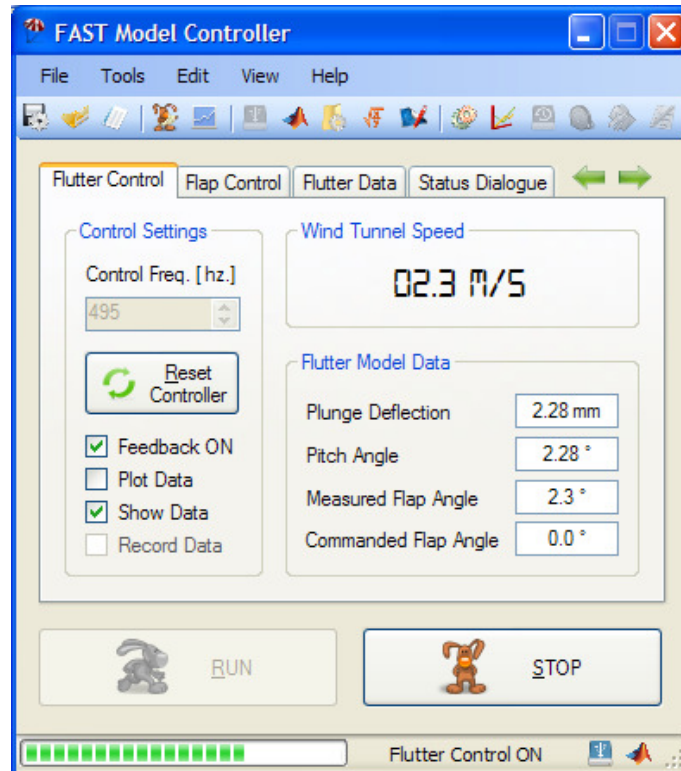 FAST Model Controller
File Tools Edit View Help
Flutter Control Flap Control Flutter Data Status Dialogue
Control Settings
Control Freq. [ hz.]
495
Reset
Controller
Feedback ON
Plot Data
Show Data
Record Data
Wind Tunnel Speed
02.3 M/S
Flutter Model Data
Plunge Deflection 2.28 mm
Pitch Angle 2.28 °
Measured Flap Angle 2.3 °
Commanded Flap Angle 0.0 °
RUN STOP
Flutter Control ON